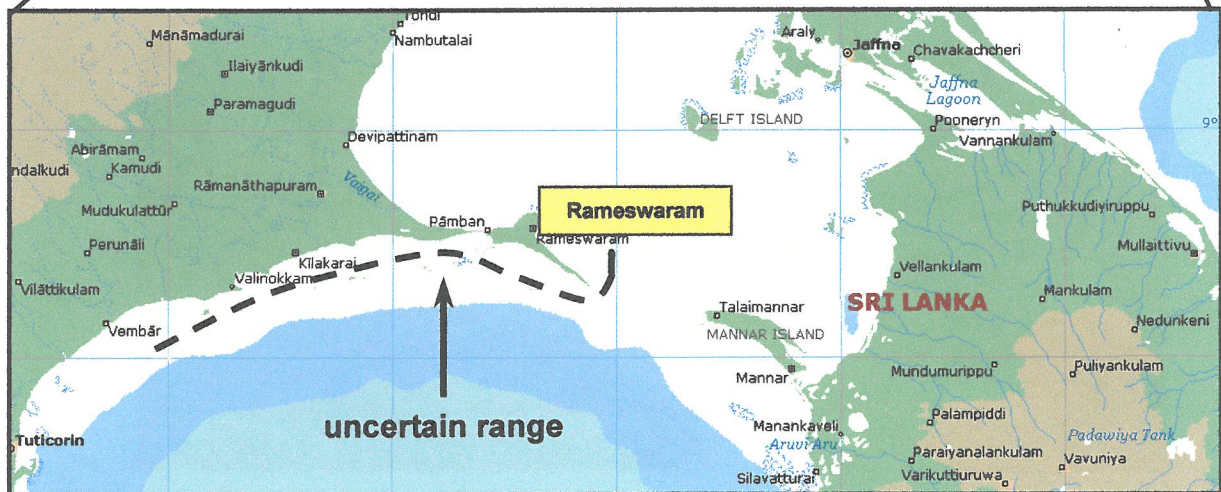 Tondi
Nambutalai
Mānāmadurai
Ilaiyānkudi
Paramagudi
Araly
Jaffna
Chavakachcheri
Jaffna
Lagoon
DELFT ISLAND
Pooneryn
9°
Vannankulam
Devipattinam
Abirāmam
Kamudi
ndalkudi
Rāmanāthapuram
Vaigai
Mudukulattūr
Pāmban
Rameswaram
Rameswaram
Puthukkudiyiruppu
Perunāli
Kīlakarai
Mullaittivu
Valinokkam
Vilāttikulam
Vellankulam
Mankulam
SRI LANKA
Vembār
Talaimannar
MANNAR ISLAND
Nedunkeni
Mannar
Mundumurippu
Puliyankulam
uncertain range
Palampiddi
Manankaveli
Aruvi Aru
Padawiya Tank
Tuticorin
Paraiyanalankulam
Vavuniya
Silavatturai
Varikuttiuruwa